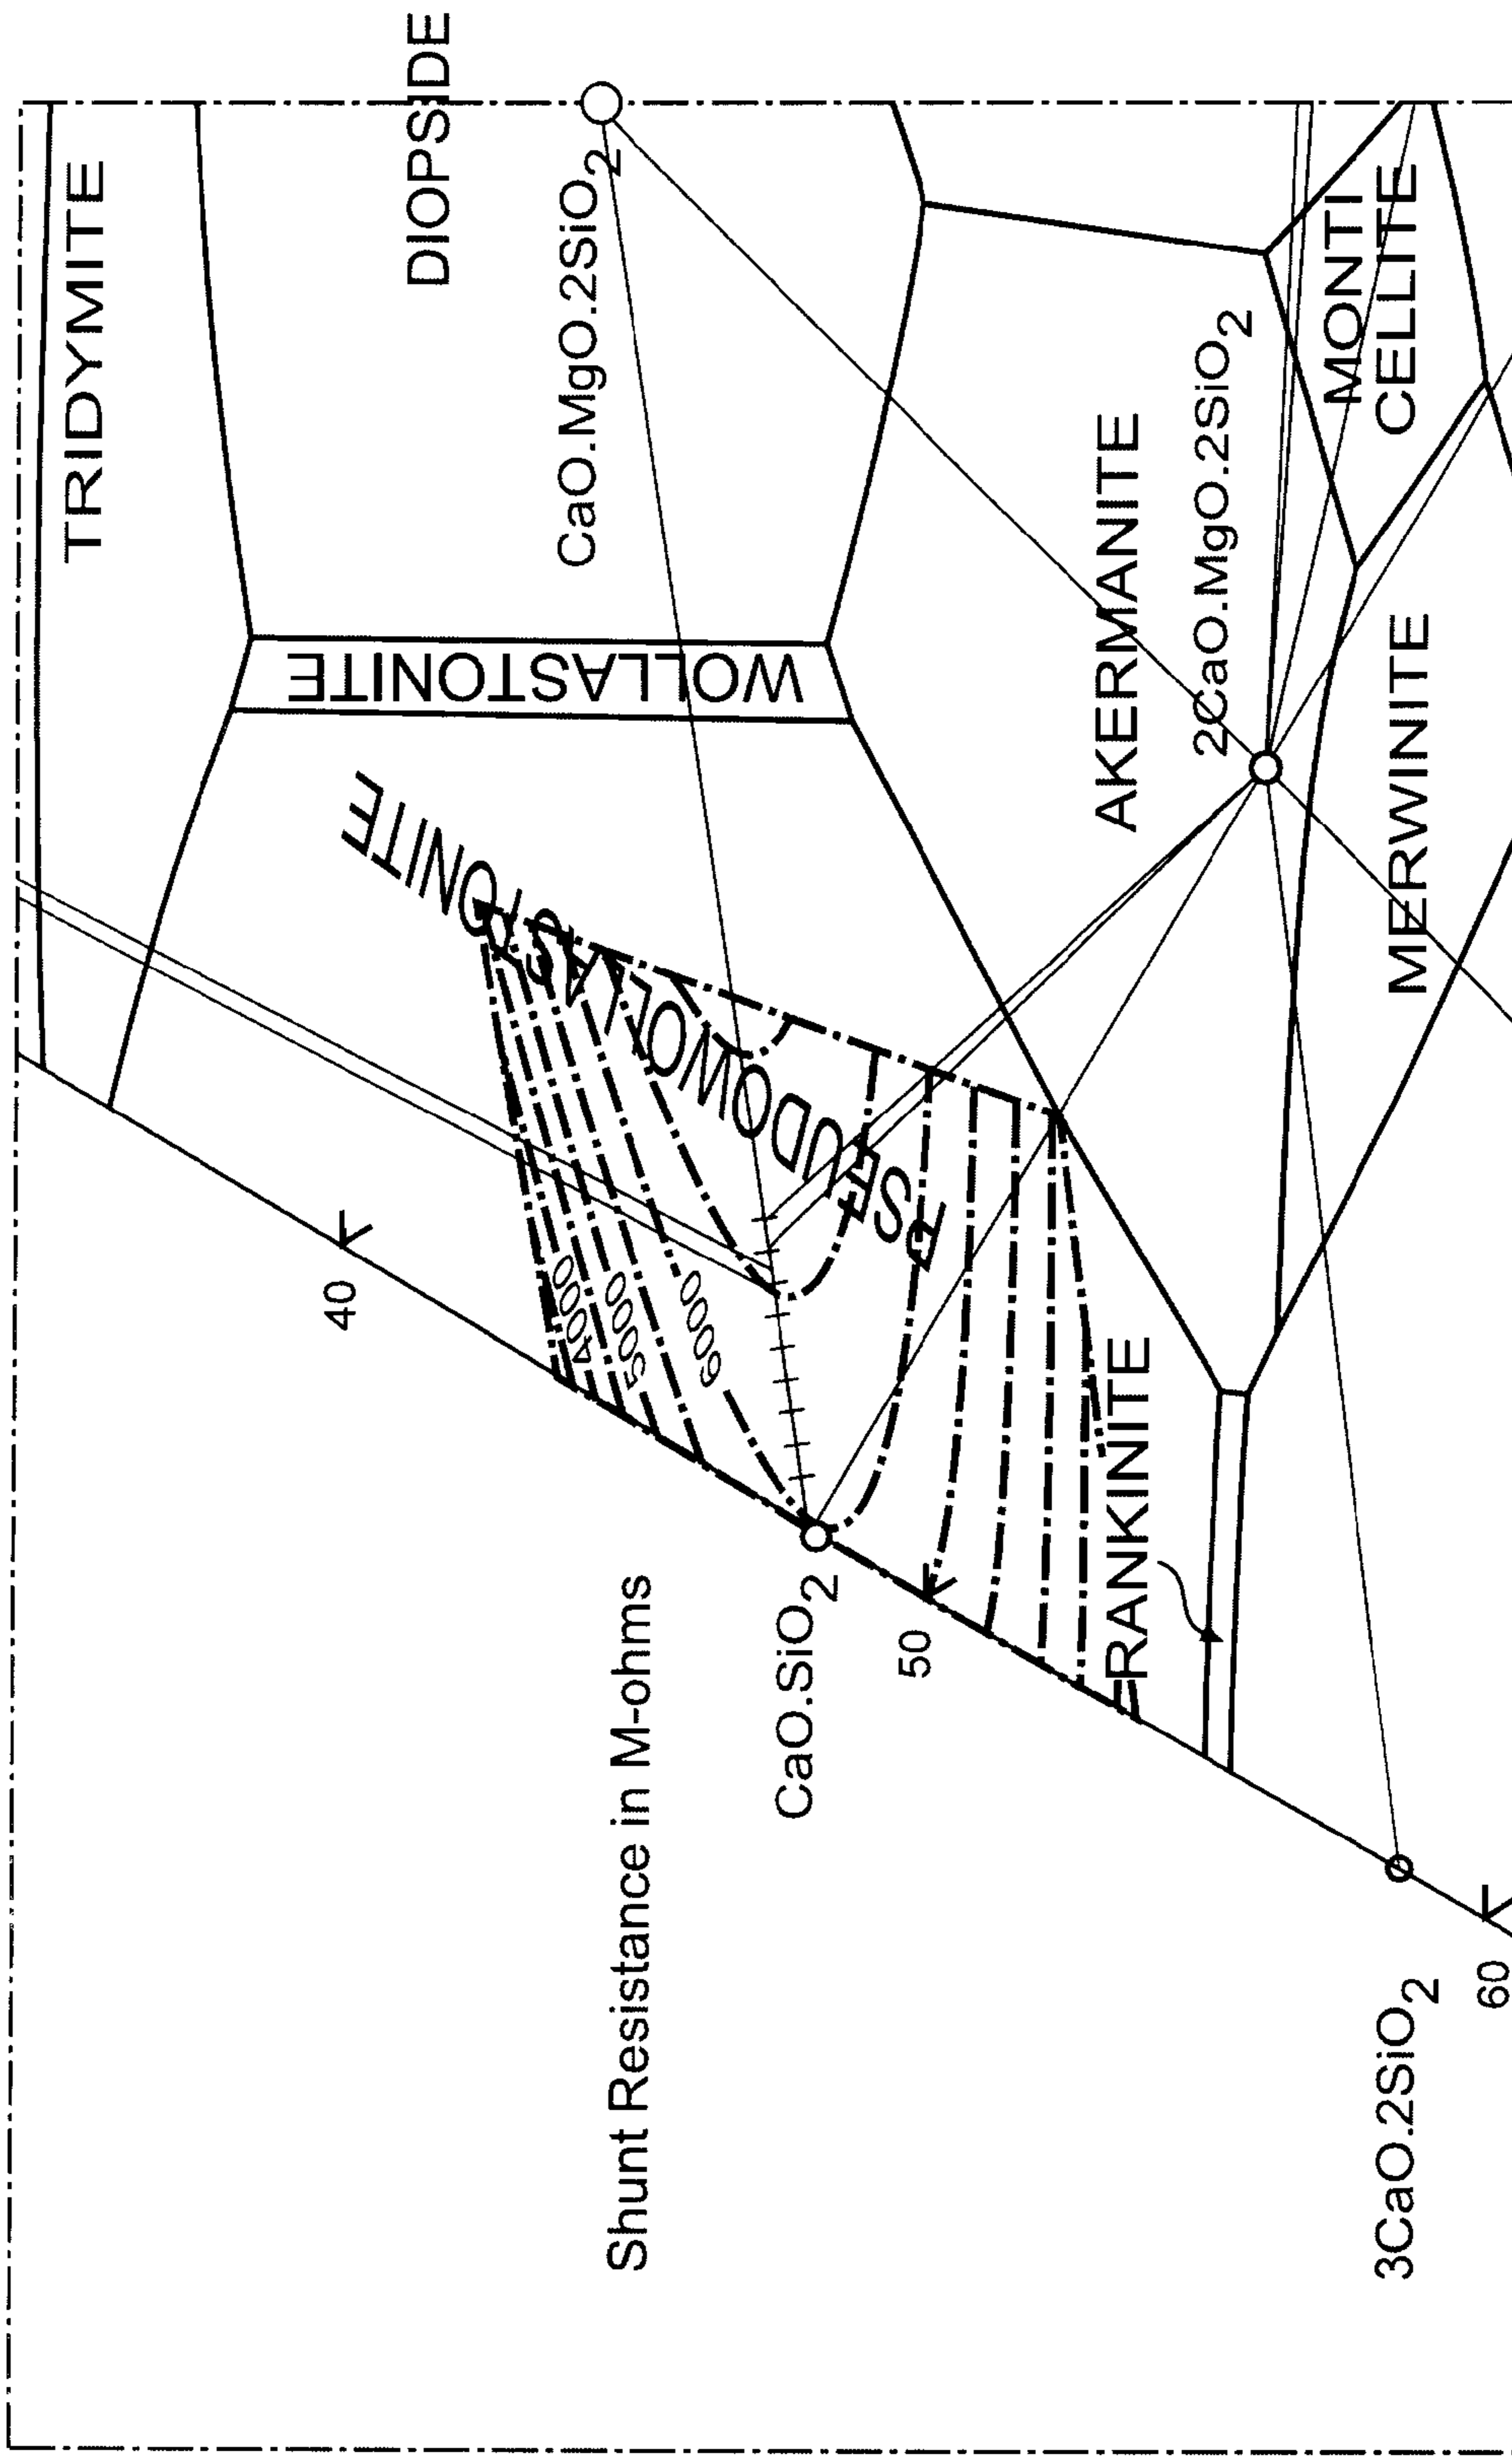 TRIDYMITE
DIOPSIDE
CaO.MgO.2SiO2
WOLLASTONITE
PSEUDOWOLLASTONITE
AKERMANITE
2CaO.MgO.2SiO2
MONTI
CELLITE
MERWINITE
40
4000
5000
6000
CaO.SiO2
50
Shunt Resistance in M-ohms
RANKINITE
3CaO.2SiO2
60